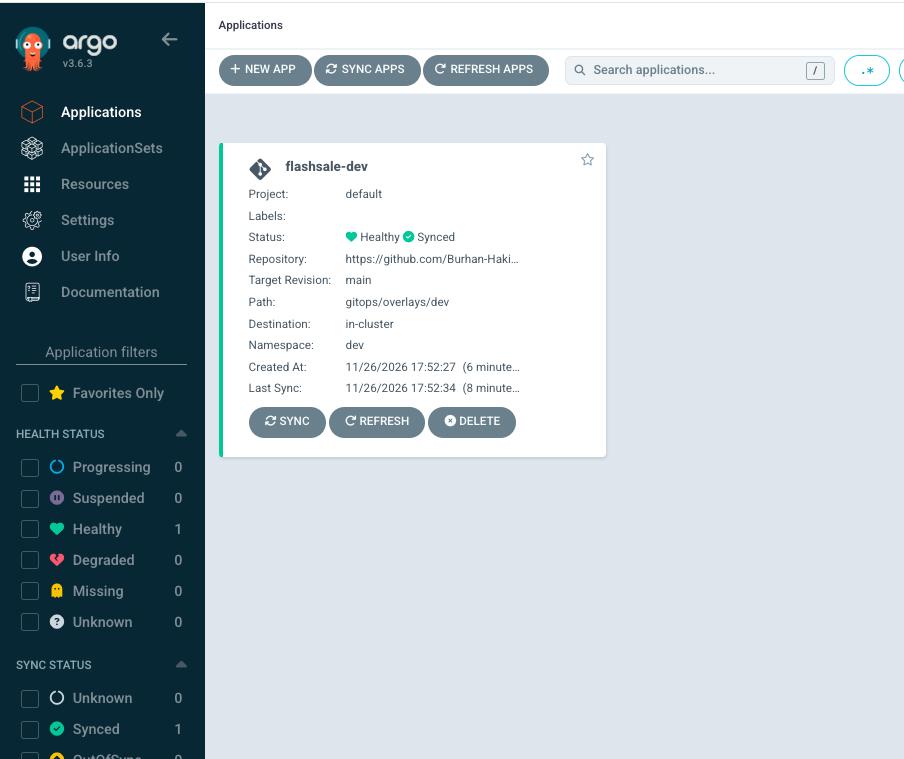 argo
v3.6.3
Applications
ApplicationSets
Resources
Settings
User Info
Documentation
Application filters
Favorites Only
HEALTH STATUS
Progressing 0
Suspended 0
Healthy 1
Degraded 0
Missing 0
Unknown 0
SYNC STATUS
Unknown 0
Synced 1
OutOfSync 0
Applications
+ NEW APP SYNC APPS REFRESH APPS Search applications... / .*
flashsale-dev
Project: default
Labels:
Status: Healthy Synced
Repository: https://github.com/Burhan-Haki...
Target Revision: main
Path: gitops/overlays/dev
Destination: in-cluster
Namespace: dev
Created At: 11/26/2026 17:52:27 (6 minute...
Last Sync: 11/26/2026 17:52:34 (8 minute...
SYNC REFRESH DELETE